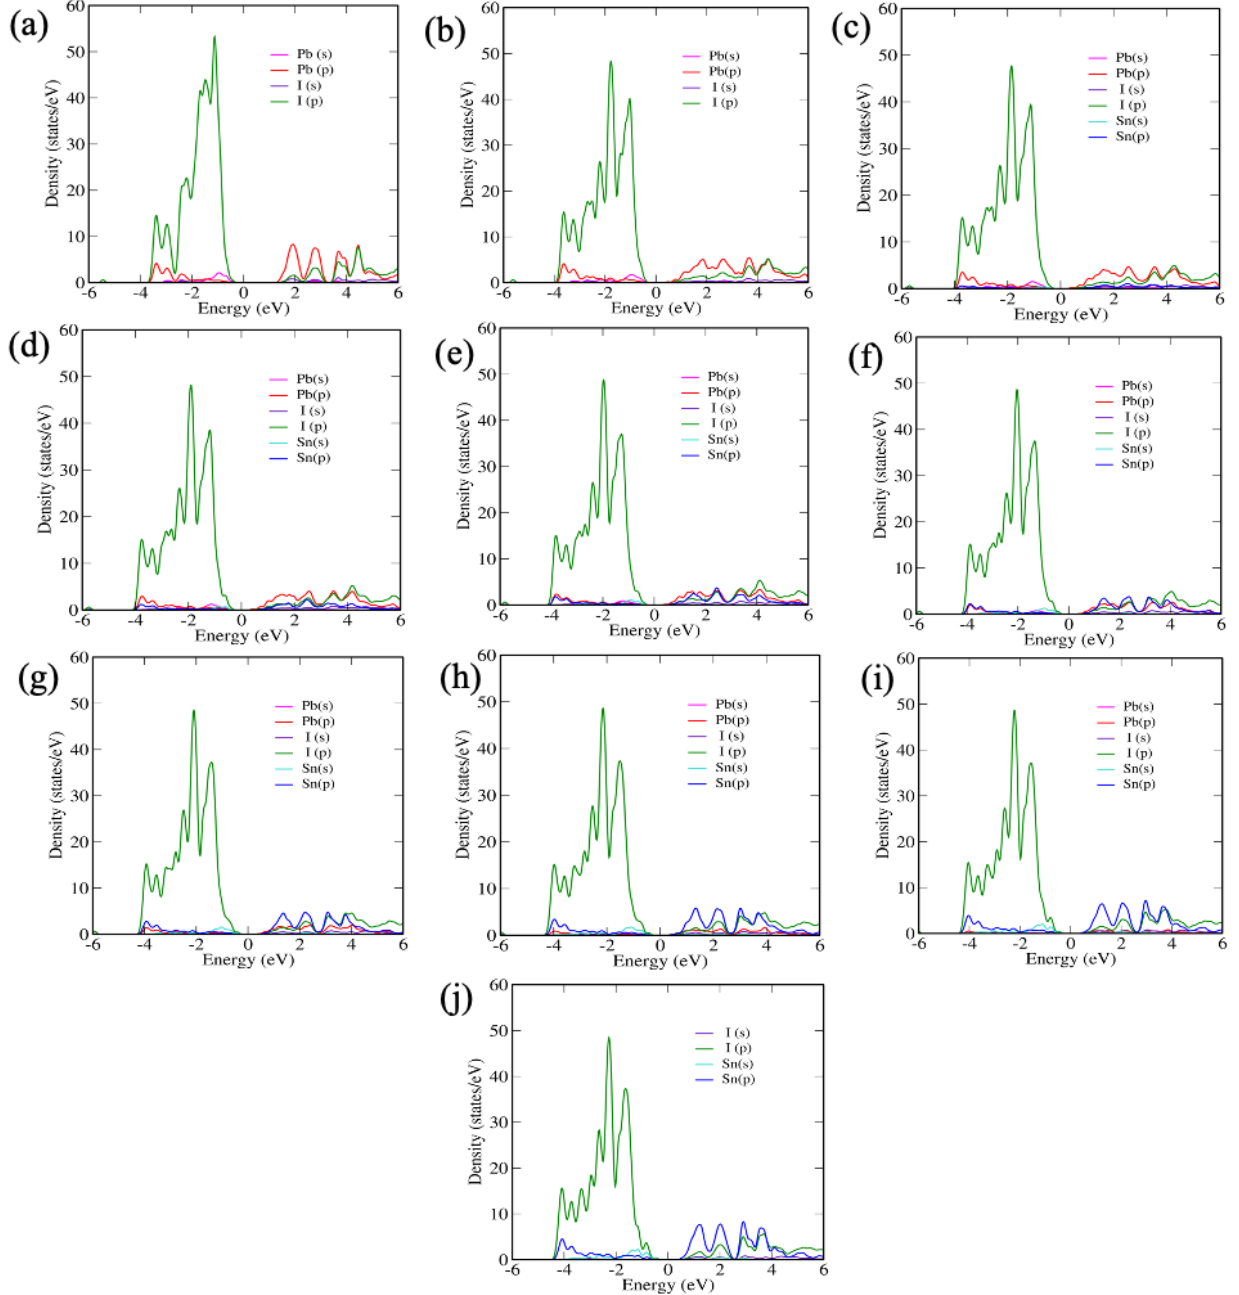 (a)
60
50
40
30
20
10
0
Density (states/eV)
Pb (s)
Pb (p)
I (s)
I (p)
-6 -4 -2 0 2 4 6
Energy (eV)
(b)
60
50
40
30
20
10
0
Density (states/eV)
Pb(s)
Pb(p)
I (s)
I (p)
-6 -4 -2 0 2 4 6
Energy (eV)
(c)
60
50
40
30
20
10
0
Density (states/eV)
Pb(s)
Pb(p)
I (s)
I (p)
Sn(s)
Sn(p)
-6 -4 -2 0 2 4 6
Energy (eV)
(d)
60
50
40
30
20
10
0
Density (states/eV)
Pb(s)
Pb(p)
I (s)
I (p)
Sn(s)
Sn(p)
-6 -4 -2 0 2 4 6
Energy (eV)
(e)
60
50
40
30
20
10
0
Density (states/eV)
Pb(s)
Pb(p)
I (s)
I (p)
Sn(s)
Sn(p)
-6 -4 -2 0 2 4 6
Energy (eV)
(f)
60
50
40
30
20
10
0
Density (states/eV)
Pb(s)
Pb(p)
I (s)
I (p)
Sn(s)
Sn(p)
-6 -4 -2 0 2 4 6
Energy (eV)
(g)
60
50
40
30
20
10
0
Density (states/eV)
Pb(s)
Pb(p)
I (s)
I (p)
Sn(s)
Sn(p)
-6 -4 -2 0 2 4 6
Energy (eV)
(h)
60
50
40
30
20
10
0
Density (states/eV)
Pb(s)
Pb(p)
I (s)
I (p)
Sn(s)
Sn(p)
-6 -4 -2 0 2 4 6
Energy (eV)
(i)
60
50
40
30
20
10
0
Density (states/eV)
Pb(s)
Pb(p)
I (s)
I (p)
Sn(s)
Sn(p)
-6 -4 -2 0 2 4 6
Energy (eV)
(j)
60
50
40
30
20
10
0
Density (states/eV)
I (s)
I (p)
Sn(s)
Sn(p)
-6 -4 -2 0 2 4 6
Energy (eV)